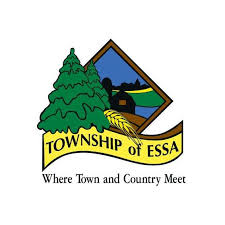 TOWNSHIP of ESSA
Where Town and Country Meet